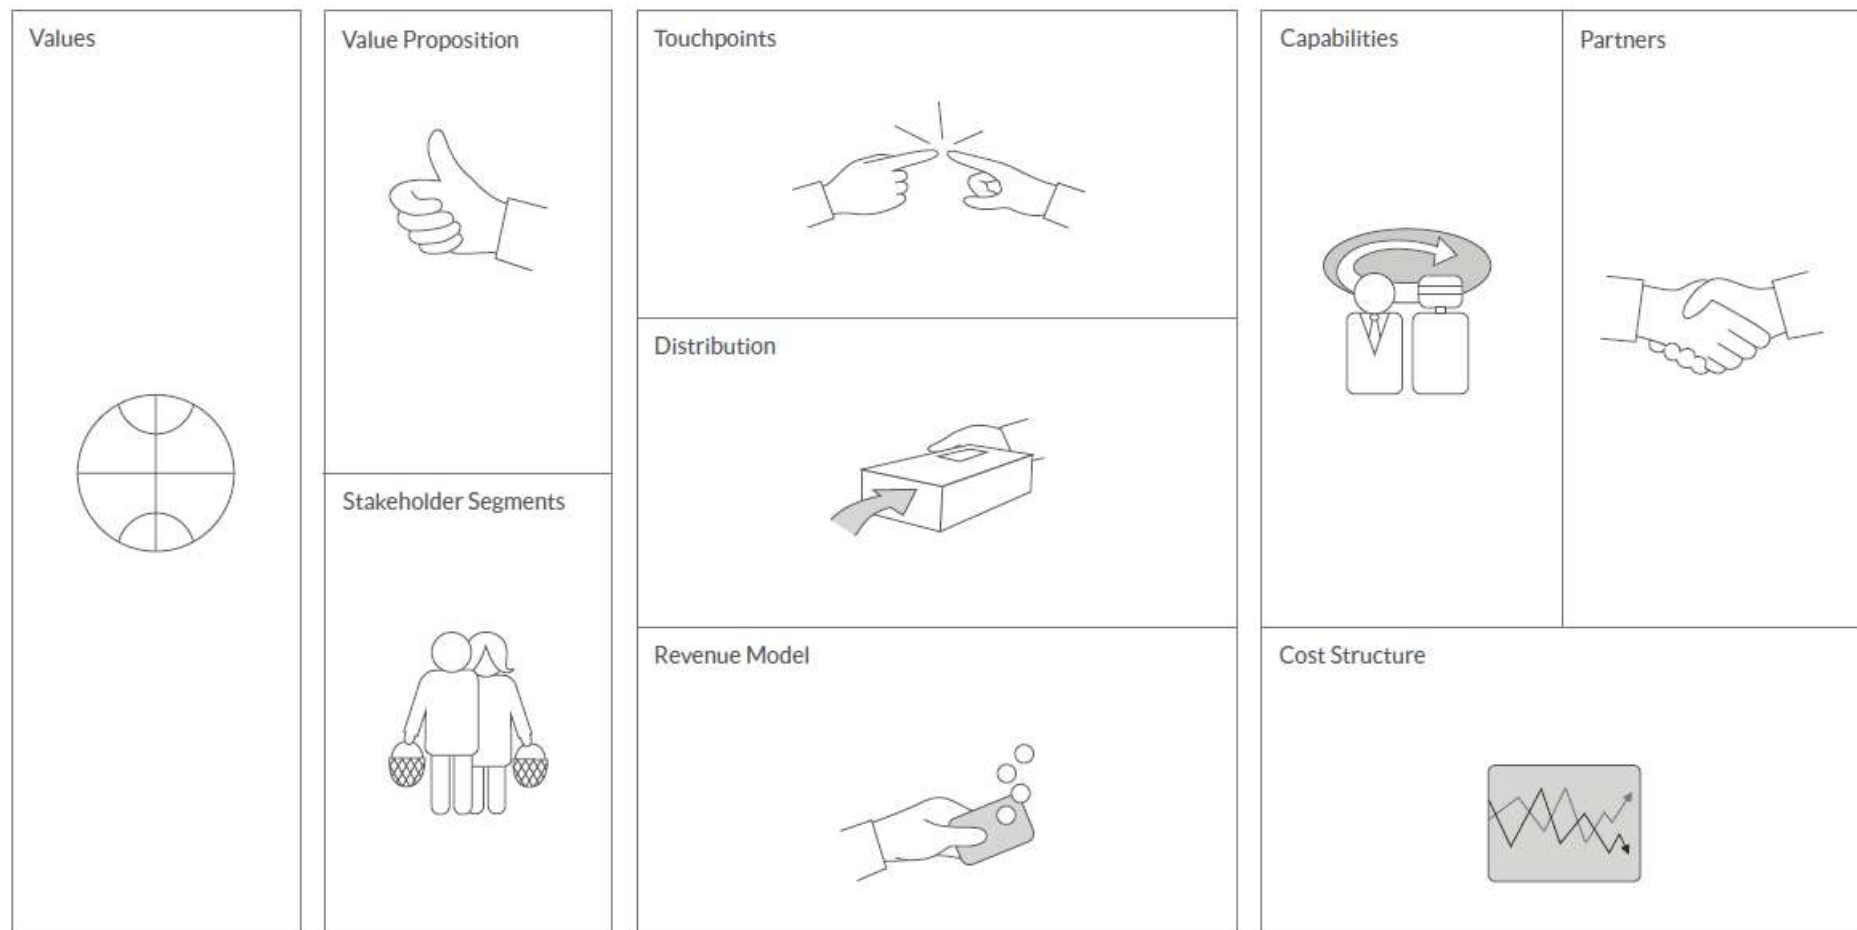 Values
Value Proposition
Stakeholder Segments
Touchpoints
Distribution
Revenue Model
Capabilities
Partners
Cost Structure